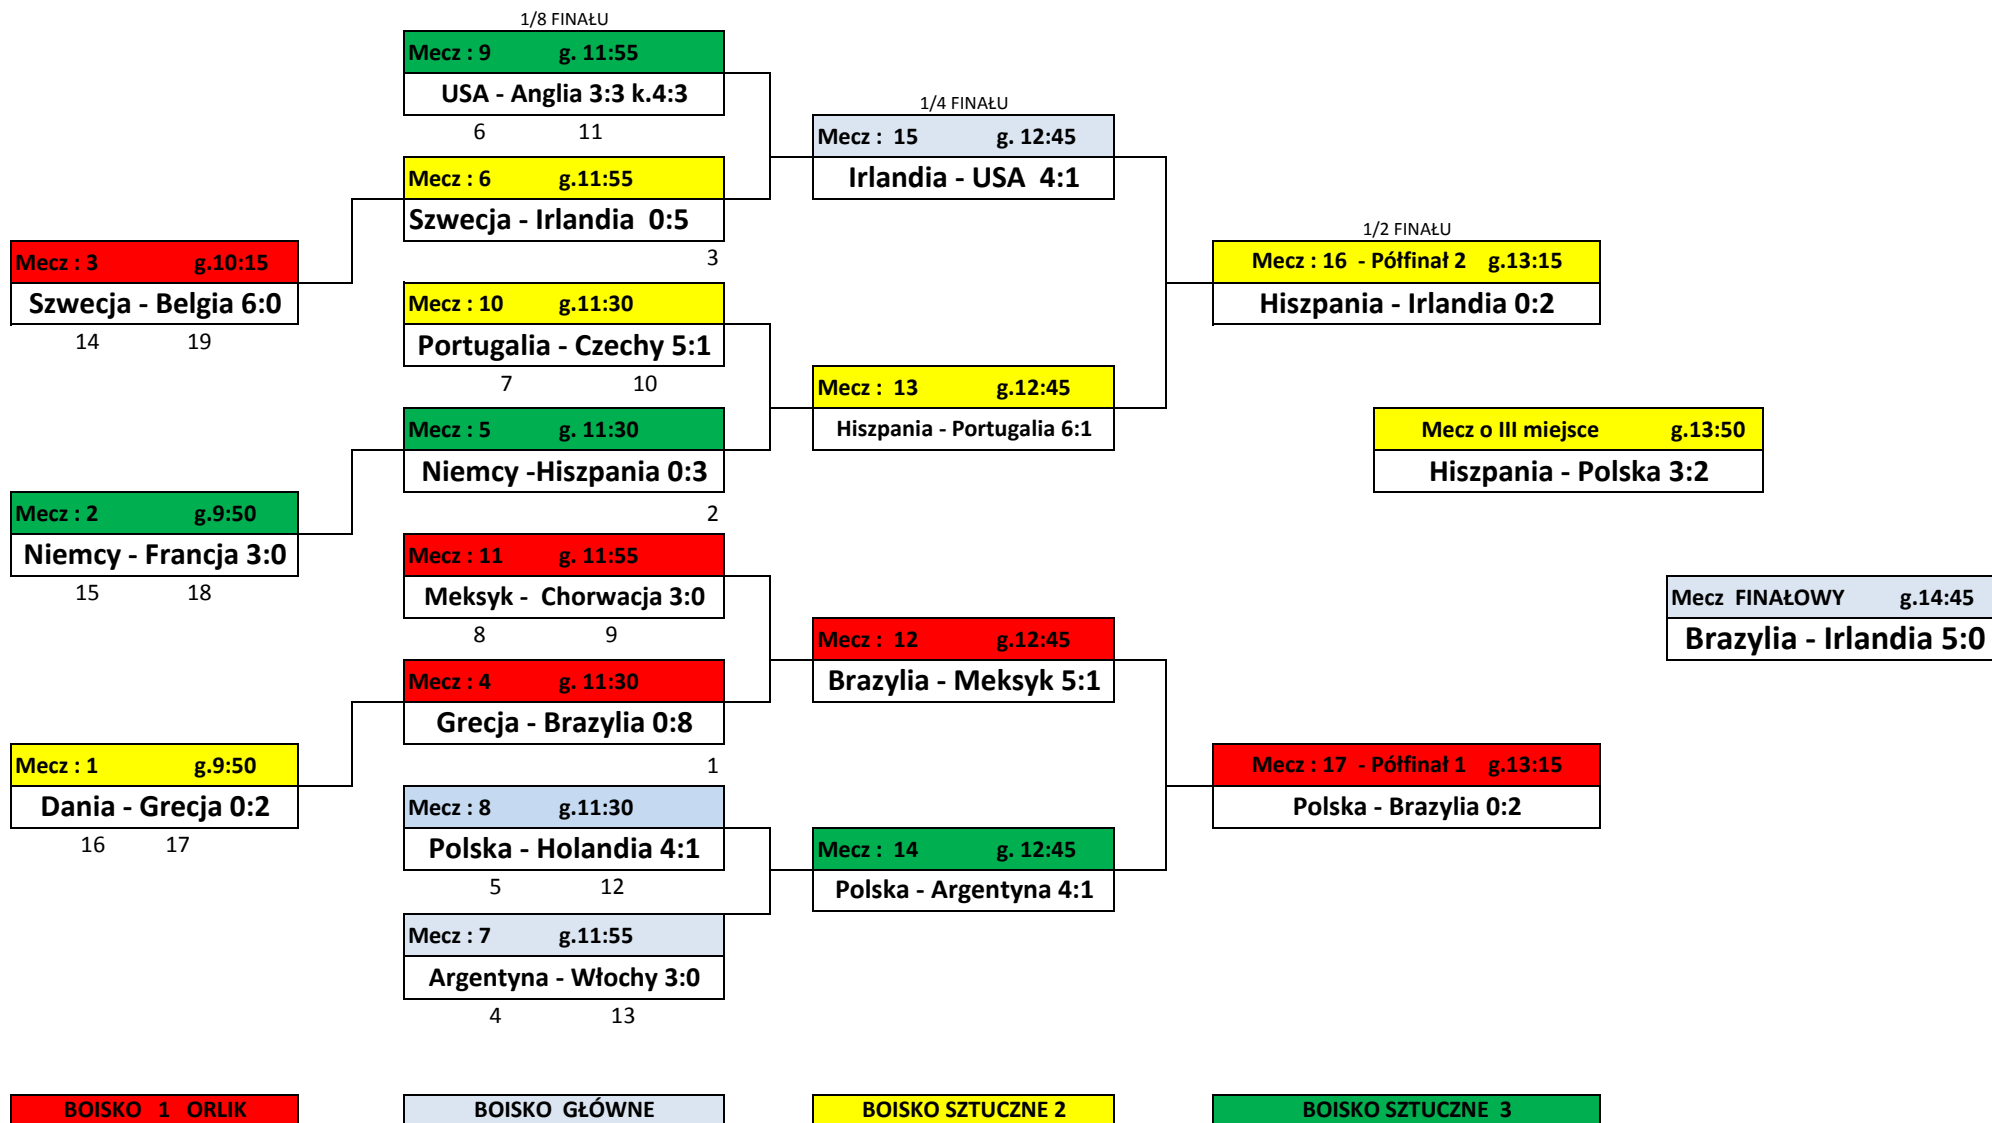 1/8 FINAŁU
Mecz : 9 g. 11:55
USA - Anglia 3:3 k.4:3
6 11
Mecz : 6 g.11:55
Szwecja - Irlandia 0:5
3
Mecz : 10 g.11:30
Portugalia - Czechy 5:1
7 10
Mecz : 5 g. 11:30
Niemcy -Hiszpania 0:3
2
Mecz : 11 g. 11:55
Meksyk - Chorwacja 3:0
8 9
Mecz : 4 g. 11:30
Grecja - Brazylia 0:8
1
Mecz : 8 g.11:30
Polska - Holandia 4:1
5 12
Mecz : 7 g.11:55
Argentyna - Włochy 3:0
4 13
Mecz : 3 g.10:15
Szwecja - Belgia 6:0
14 19
Mecz : 2 g.9:50
Niemcy - Francja 3:0
15 18
Mecz : 1 g.9:50
Dania - Grecja 0:2
16 17
1/4 FINAŁU
Mecz : 15 g. 12:45
Irlandia - USA 4:1
Mecz : 13 g.12:45
Hiszpania - Portugalia 6:1
Mecz : 12 g.12:45
Brazylia - Meksyk 5:1
Mecz : 14 g. 12:45
Polska - Argentyna 4:1
1/2 FINAŁU
Mecz : 16 - Półfinał 2 g.13:15
Hiszpania - Irlandia 0:2
Mecz : 17 - Półfinał 1 g.13:15
Polska - Brazylia 0:2
Mecz o III miejsce g.13:50
Hiszpania - Polska 3:2
Mecz FINAŁOWY g.14:45
Brazylia - Irlandia 5:0
BOISKO 1 ORLIK
BOISKO GŁÓWNE
BOISKO SZTUCZNE 2
BOISKO SZTUCZNE 3